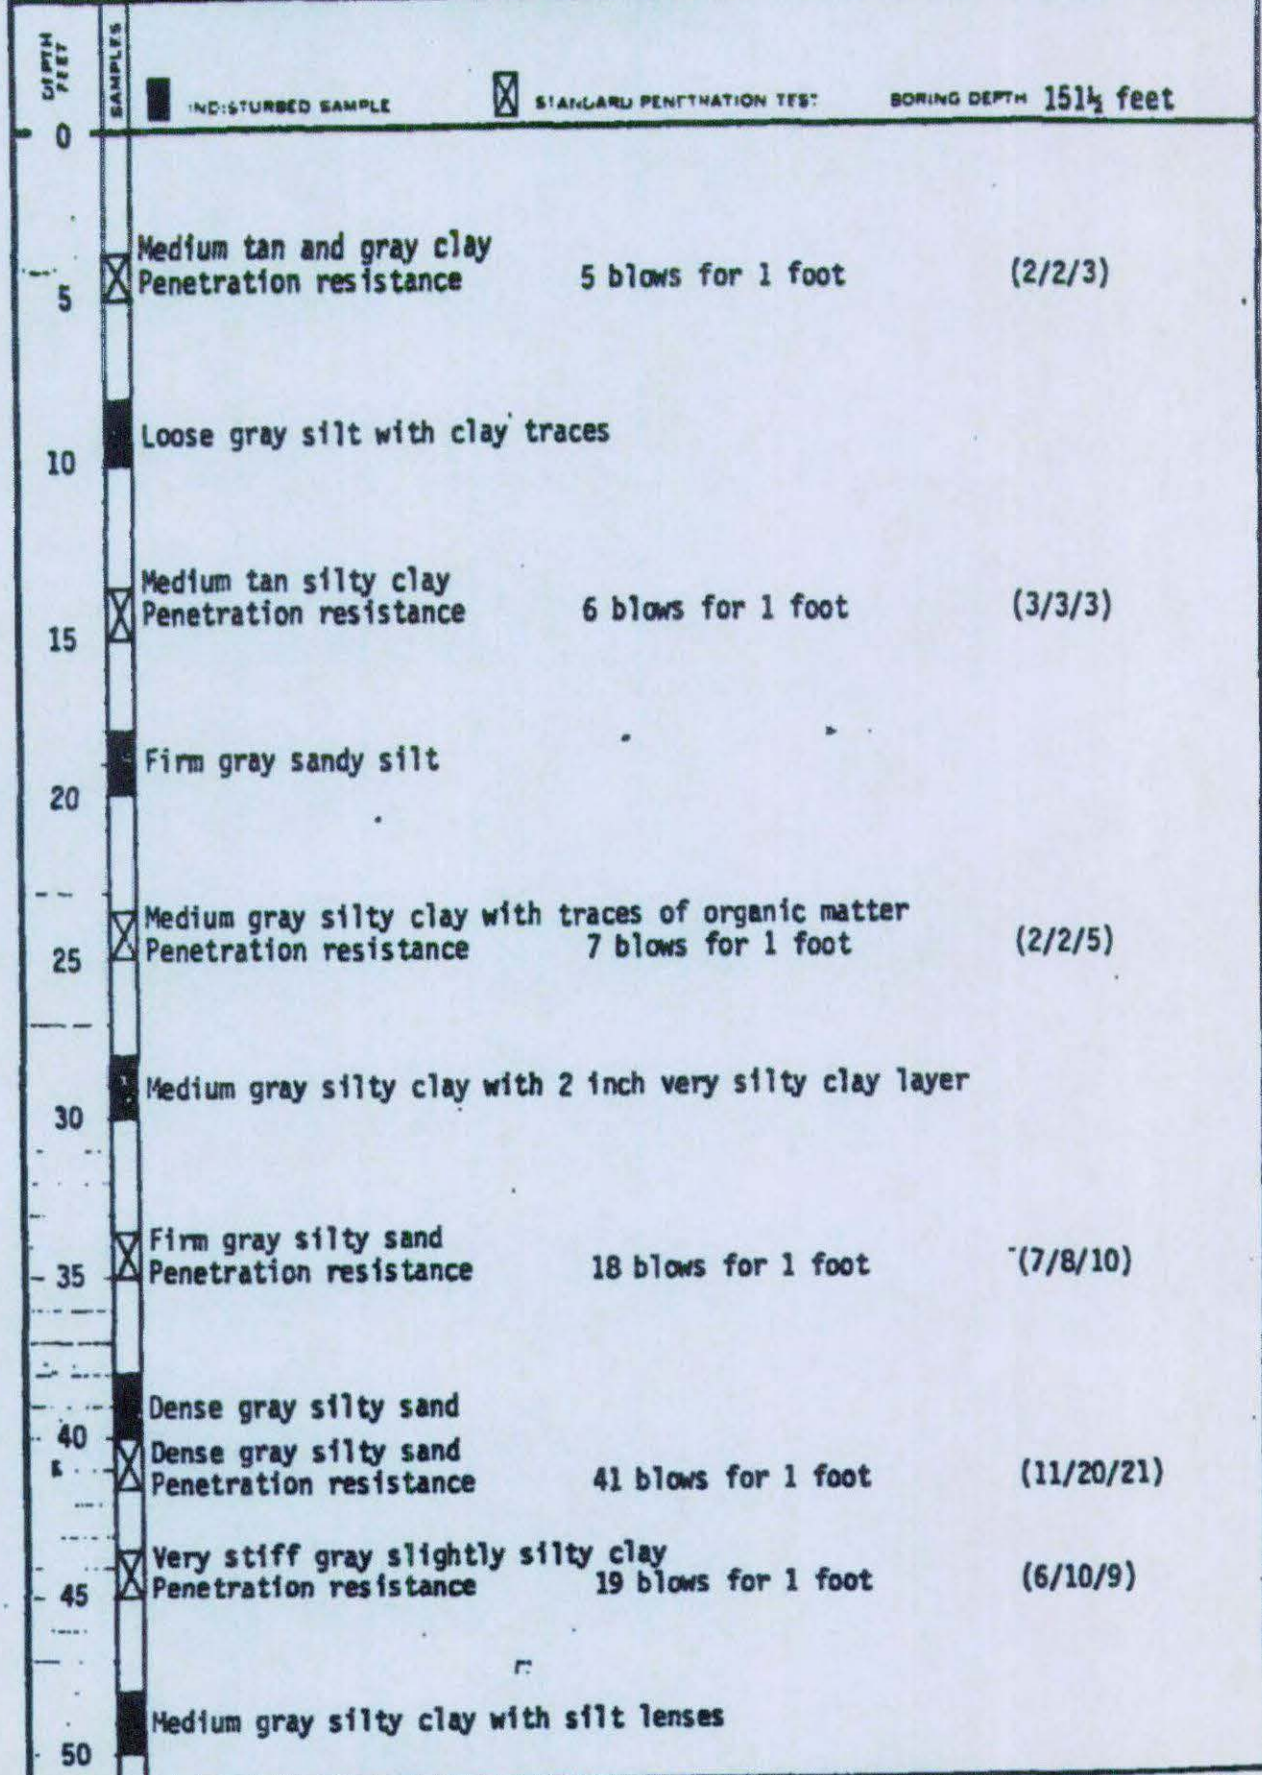 DEPTH FEET
SAMPLES
UNDISTURBED SAMPLE STANDARD PENETRATION TEST BORING DEPTH 151½ feet
0
Medium tan and gray clay
Penetration resistance 5 blows for 1 foot (2/2/3)
5
Loose gray silt with clay traces
10
Medium tan silty clay
Penetration resistance 6 blows for 1 foot (3/3/3)
15
Firm gray sandy silt
20
Medium gray silty clay with traces of organic matter
Penetration resistance 7 blows for 1 foot (2/2/5)
25
Medium gray silty clay with 2 inch very silty clay layer
30
Firm gray silty sand
Penetration resistance 18 blows for 1 foot (7/8/10)
35
Dense gray silty sand
40
Dense gray silty sand
Penetration resistance 41 blows for 1 foot (11/20/21)
Very stiff gray slightly silty clay
Penetration resistance 19 blows for 1 foot (6/10/9)
45
Medium gray silty clay with silt lenses
50